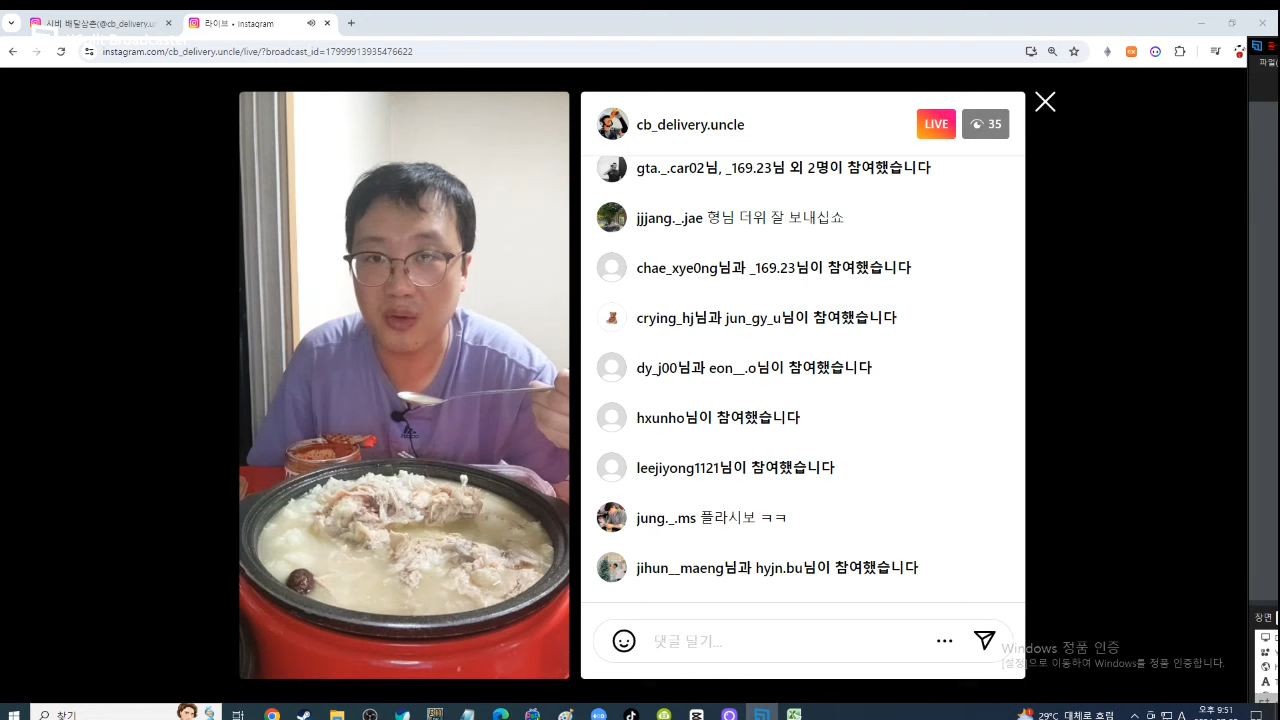 시비 배달삼촌(@cb_delivery.un
라이브 • Instagram
instagram.com/cb_delivery.uncle/live/?broadcast_id=17999913935476622
파일(
cb_delivery.uncle
LIVE
35
gta._.car02님, _169.23님 외 2명이 참여했습니다
jjjang._.jae 형님 더위 잘 보내십쇼
chae_xye0ng님과 _169.23님이 참여했습니다
crying_hj님과 jun_gy_u님이 참여했습니다
dy_j00님과 eon__.o님이 참여했습니다
hxunho님이 참여했습니다
leejiyong1121님이 참여했습니다
jung._.ms 플라시보 ㅋㅋ
jihun__maeng님과 hyjn.bu님이 참여했습니다
댓글 달기...
장면
Windows 정품 인증
[설정]으로 이동하여 Windows를 정품 인증합니다.
찾기
29°C 대체로 흐림
A
오후 9:51